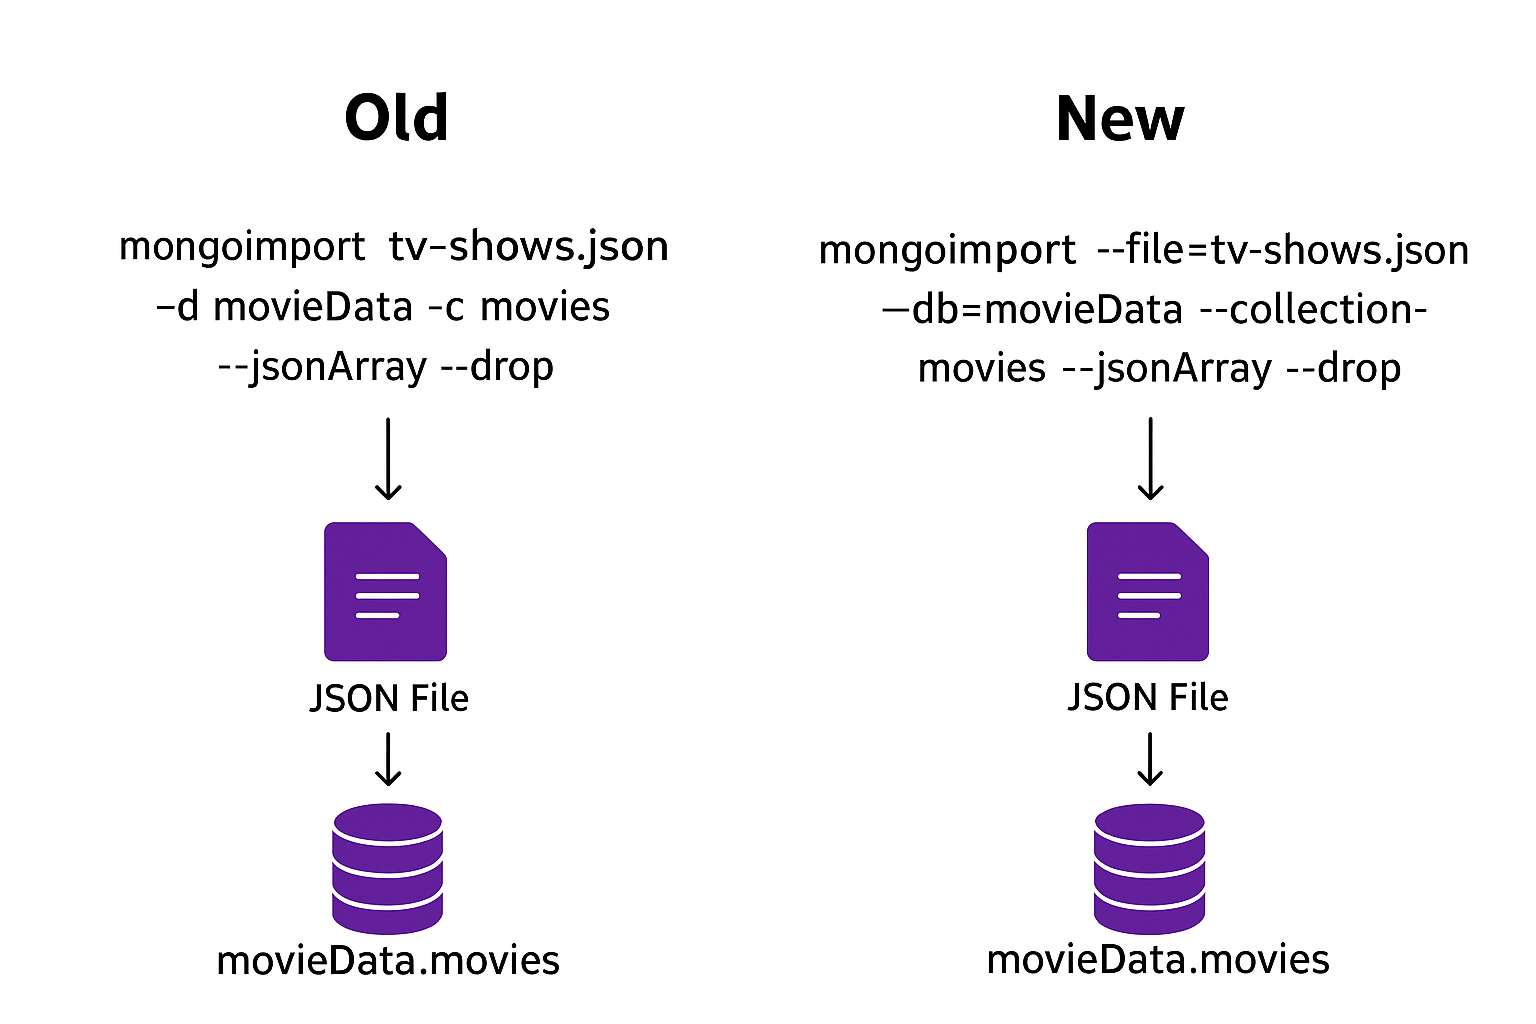 Old
mongoimport tv-shows.json
–d movieData -c movies
--jsonArray --drop
JSON File
movieData.movies
New
mongoimport --file=tv-shows.json
—db=movieData --collection-
movies --jsonArray --drop
JSON File
movieData.movies